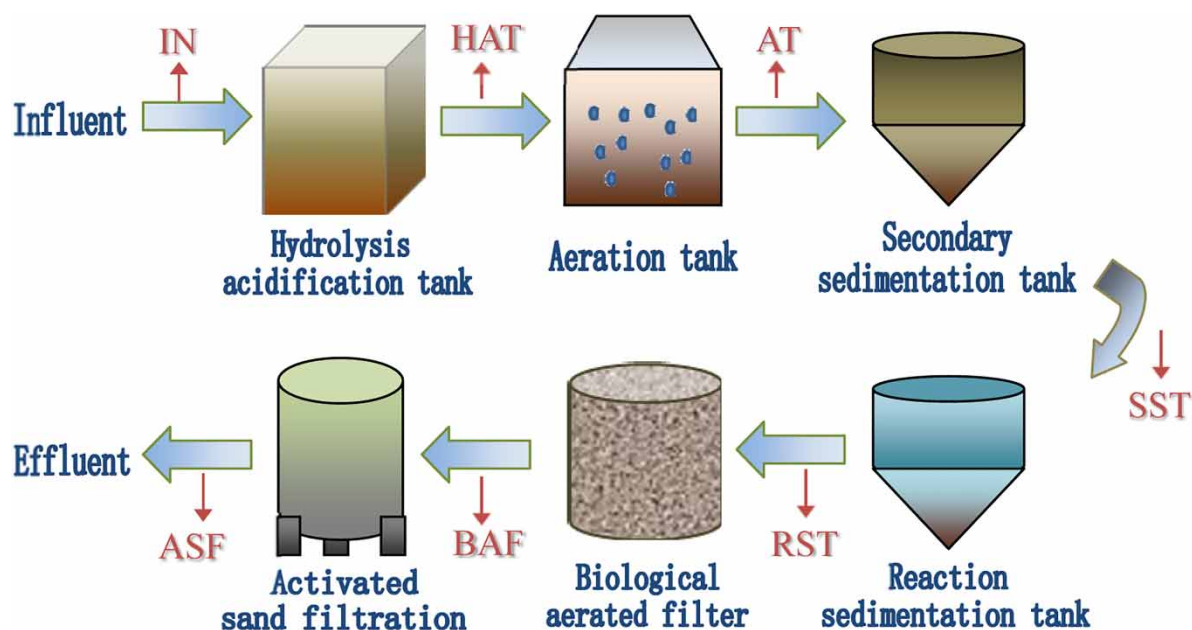 IN
HAT
AT
Influent
Hydrolysis
acidification tank
Aeration tank
Secondary
sedimentation tank
SST
Effluent
ASF
BAF
RST
Activated
sand filtration
Biological
aerated filter
Reaction
sedimentation tank